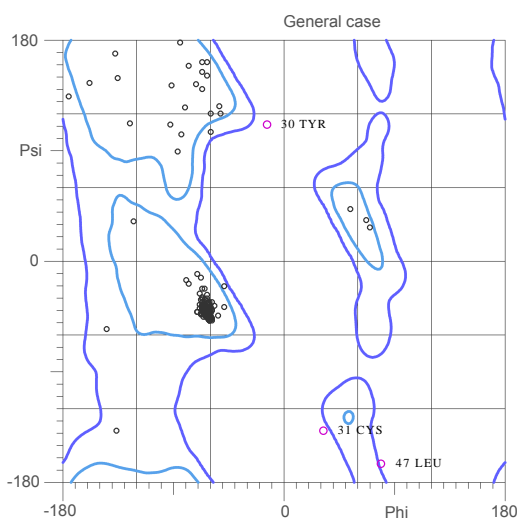 General case
180
30 TYR
Psi
0
31 CYS
47 LEU
-180
-180 0 Phi 180